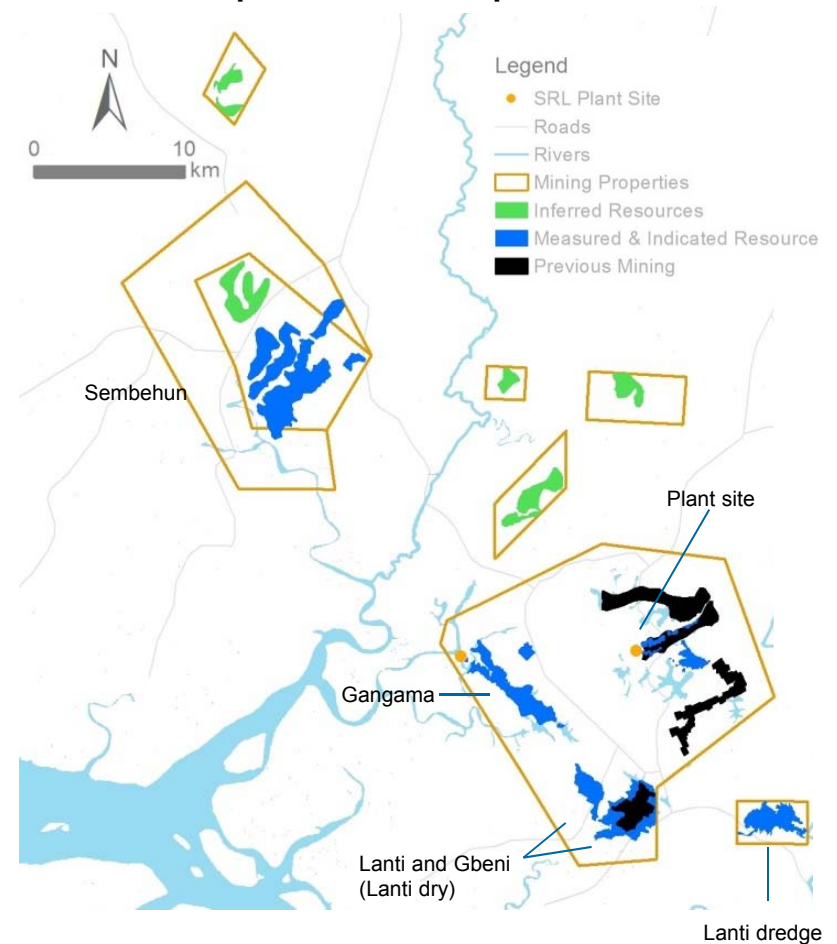 N
0 10
km
Legend
SRL Plant Site
Roads
Rivers
Mining Properties
Inferred Resources
Measured & Indicated Resource
Previous Mining
Sembehun
Plant site
Gangama
Lanti and Gbeni
(Lanti dry)
Lanti dredge